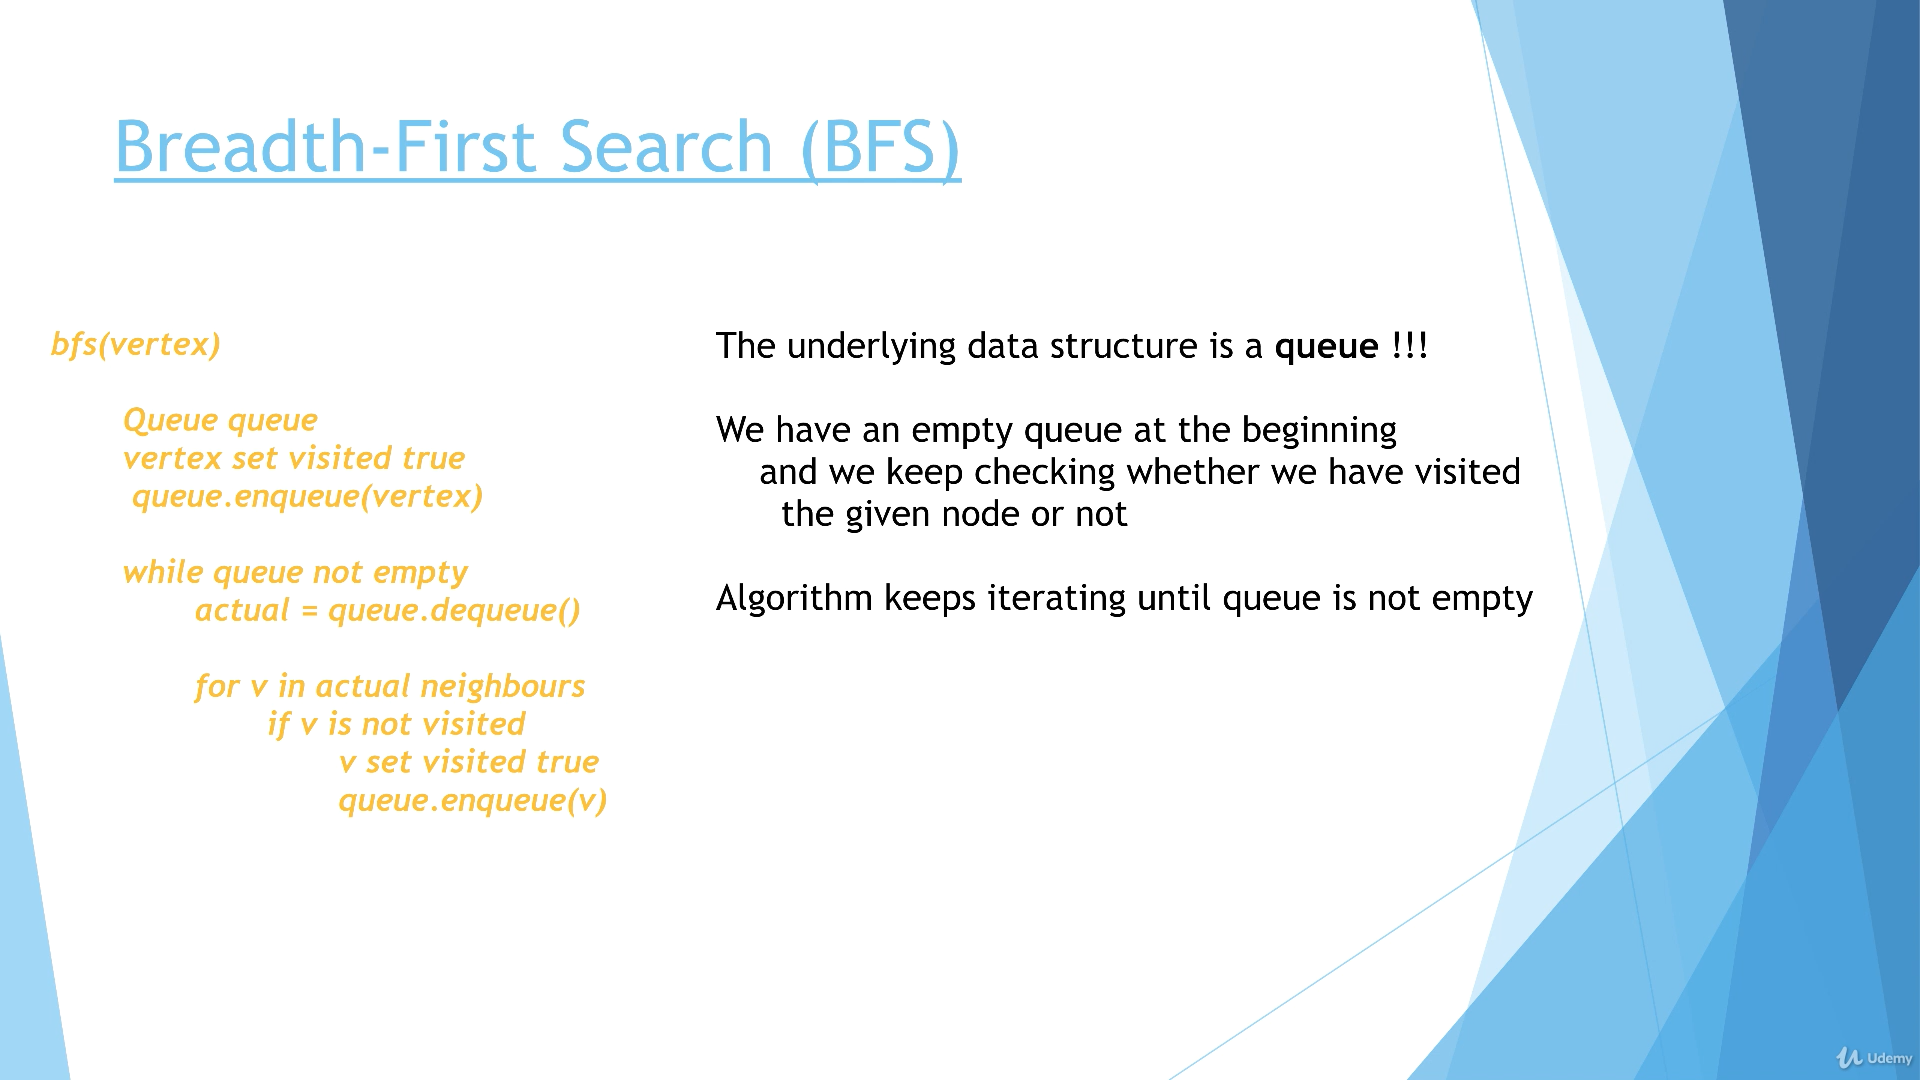 Breadth-First Search (BFS)
bfs(vertex)
Queue queue
vertex set visited true
queue.enqueue(vertex)
while queue not empty
actual = queue.dequeue()
for v in actual neighbours
if v is not visited
v set visited true
queue.enqueue(v)
The underlying data structure is a queue !!!
We have an empty queue at the beginning
and we keep checking whether we have visited
the given node or not
Algorithm keeps iterating until queue is not empty
Udemy